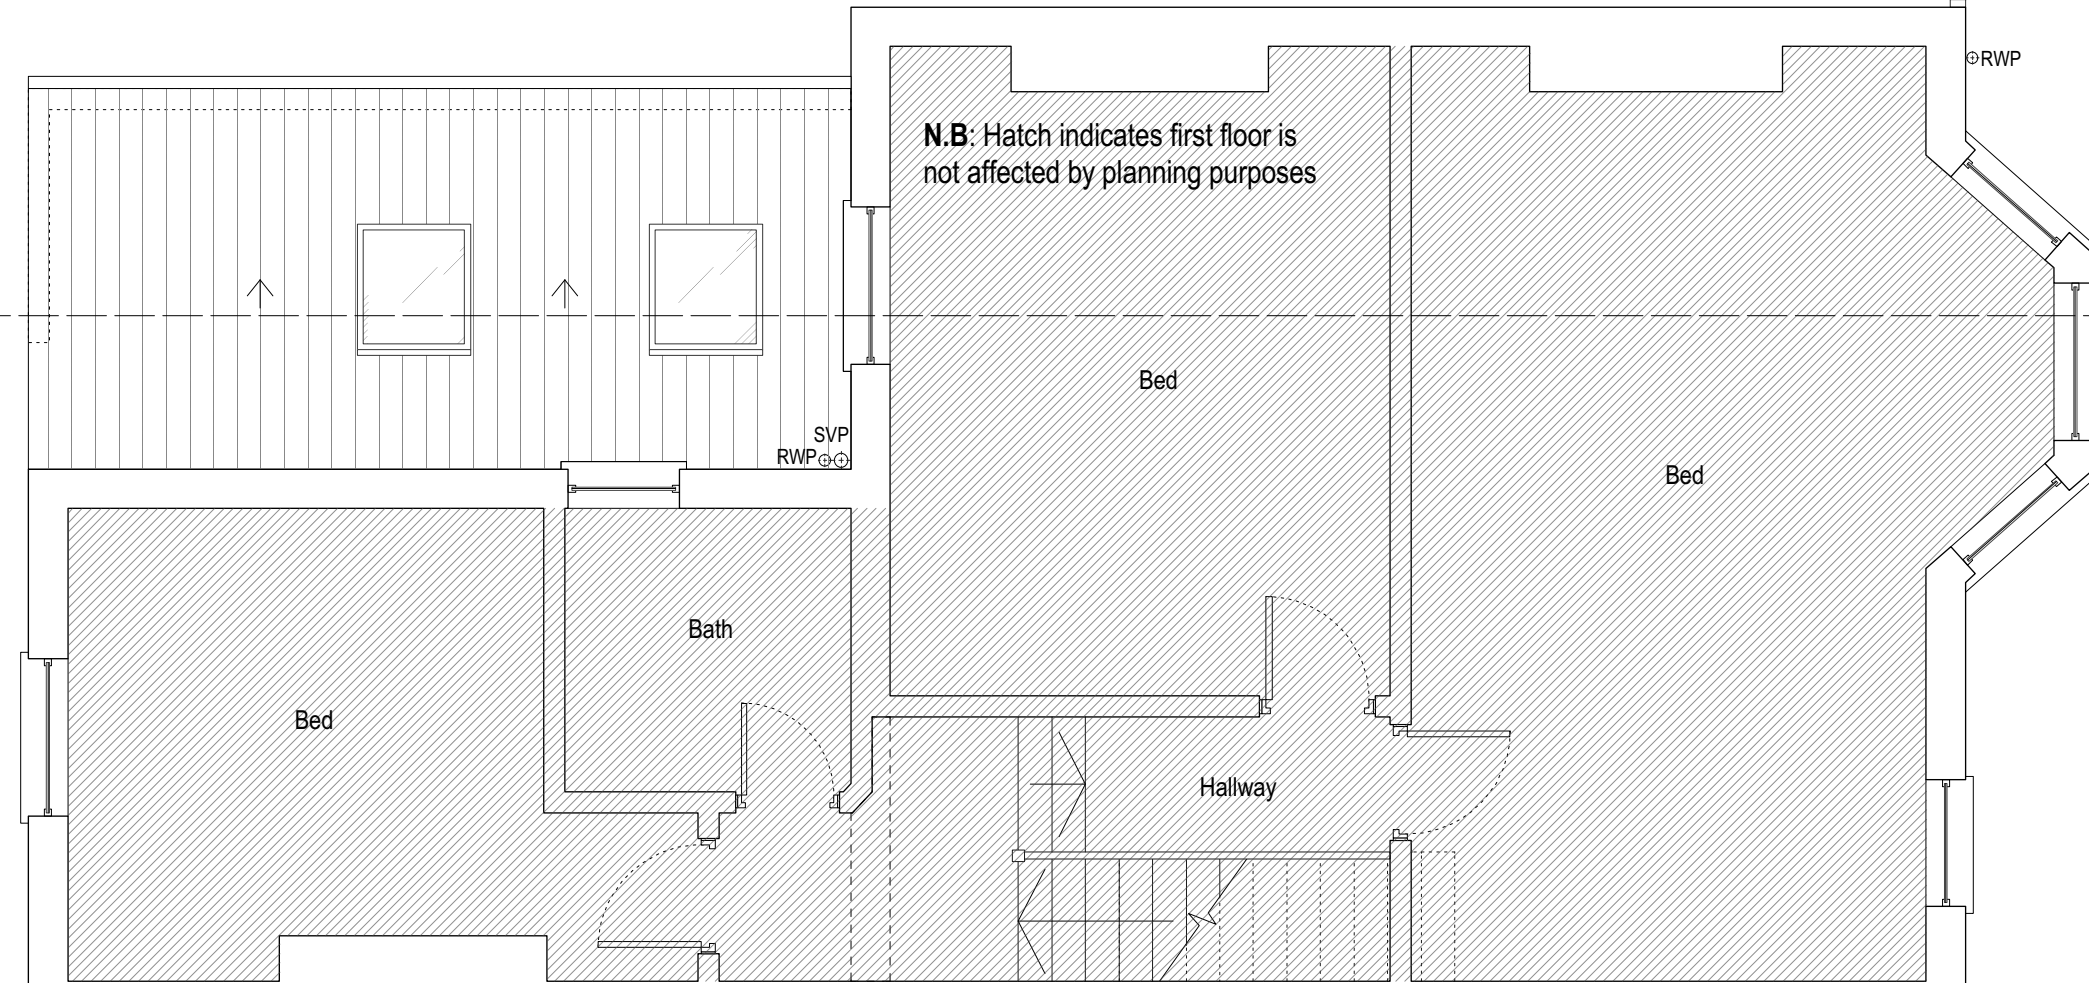 RWP
N.B: Hatch indicates first floor is
not affected by planning purposes
Bed
SVP
RWP
Bed
Bath
Bed
Hallway